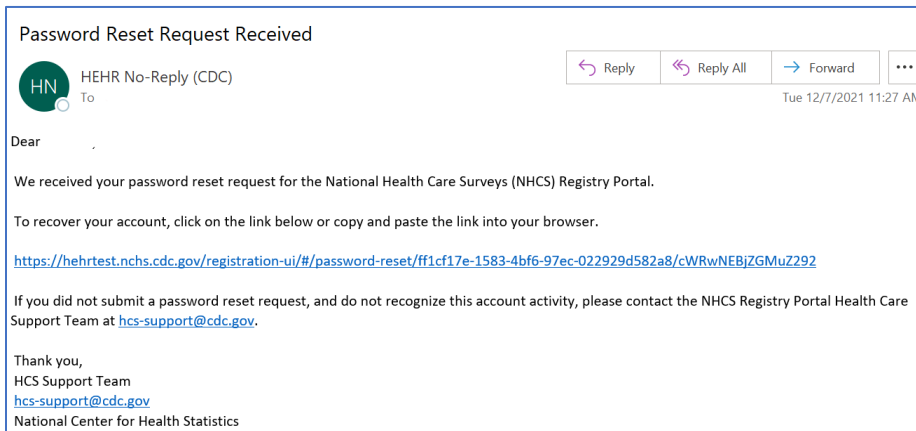 Password Reset Request Received
HN
HEHR No-Reply (CDC)
To
Reply
Reply All
Forward
...
Tue 12/7/2021 11:27 AM
Dear ,
We received your password reset request for the National Health Care Surveys (NHCS) Registry Portal.
To recover your account, click on the link below or copy and paste the link into your browser.
https://hehrtest.nchs.cdc.gov/registration-ui/#/password-reset/ff1cf17e-1583-4bf6-97ec-022929d582a8/cWRwNEBjZGMuZ292
If you did not submit a password reset request, and do not recognize this account activity, please contact the NHCS Registry Portal Health Care
Support Team at hcs-support@cdc.gov.
Thank you,
HCS Support Team
hcs-support@cdc.gov
National Center for Health Statistics